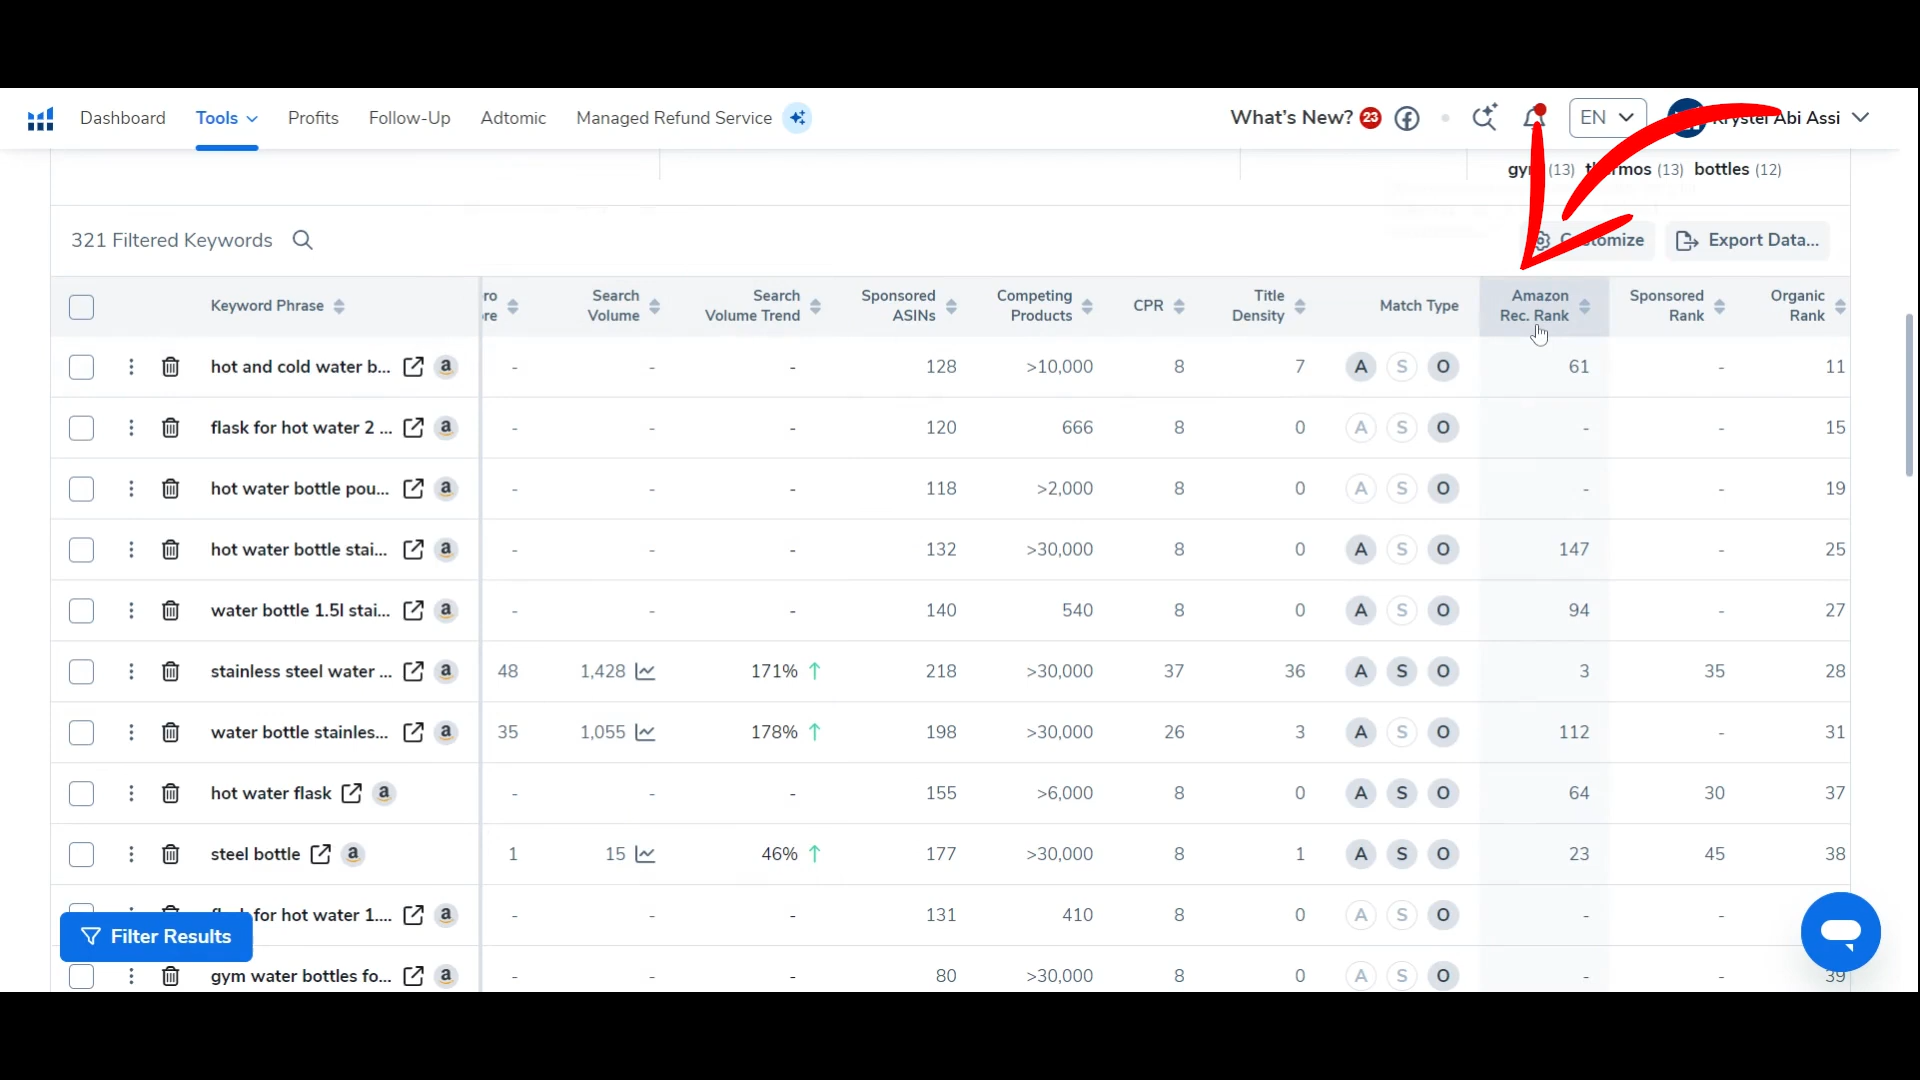 Dashboard Tools Profits Follow-Up Adtomic Managed Refund Service What's New? 23 EN Krystel Abi Assi
(13) (13) bottles (12)
321 Filtered Keywords Export Data...
Keyword Phrase Search Volume Search Volume Trend Sponsored ASINs Competing Products CPR Title Density Match Type Amazon Rec. Rank Sponsored Rank Organic Rank
hot and cold water b... a - - - 128 >10,000 8 7 A S O 61 - 11
flask for hot water 2 ... a - - - 120 666 8 0 A S O - - 15
hot water bottle pou... a - - - 118 >2,000 8 0 A S O - - 19
hot water bottle stai... a - - - 132 >30,000 8 0 A S O 147 - 25
water bottle 1.5l stai... a - - - 140 540 8 0 A S O 94 - 27
stainless steel water ... a 48 1,428 171% 218 >30,000 37 36 A S O 3 35 28
water bottle stainles... a 35 1,055 178% 198 >30,000 26 3 A S O 112 - 31
hot water flask a - - - 155 >6,000 8 0 A S O 64 30 37
steel bottle a 1 15 46% 177 >30,000 8 1 A S O 23 45 38
for hot water 1.... a - - - 131 410 8 0 A S O - -
Filter Results
gym water bottles fo... a - - - 80 >30,000 8 0 A S O - - 39